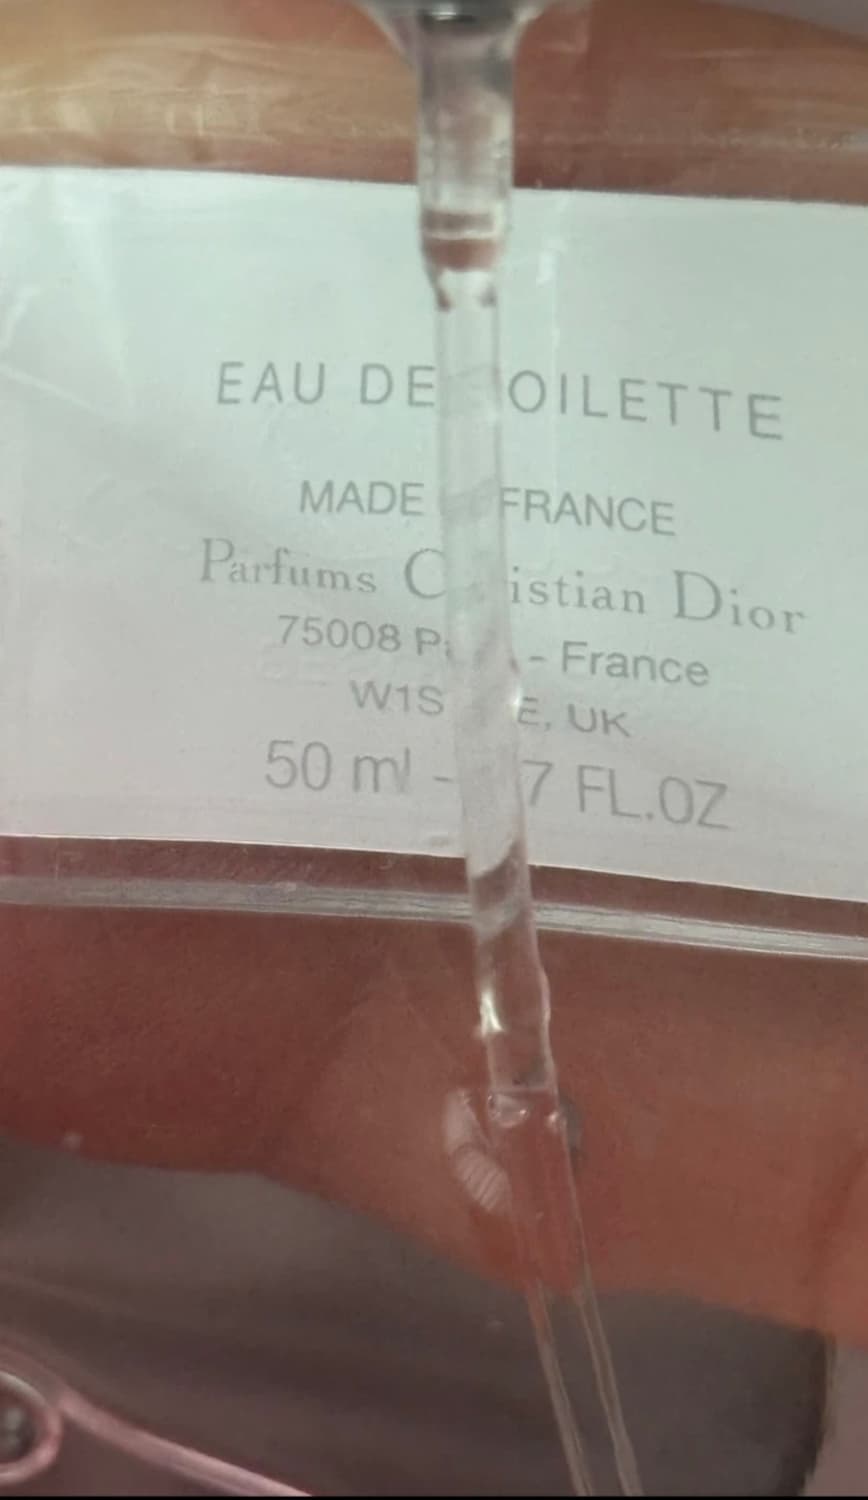 EAU DE OILETTE
MADE FRANCE
Parfums C istian Dior
75008 P - France
W1S E, UK
50 ml - 7 FL.OZ